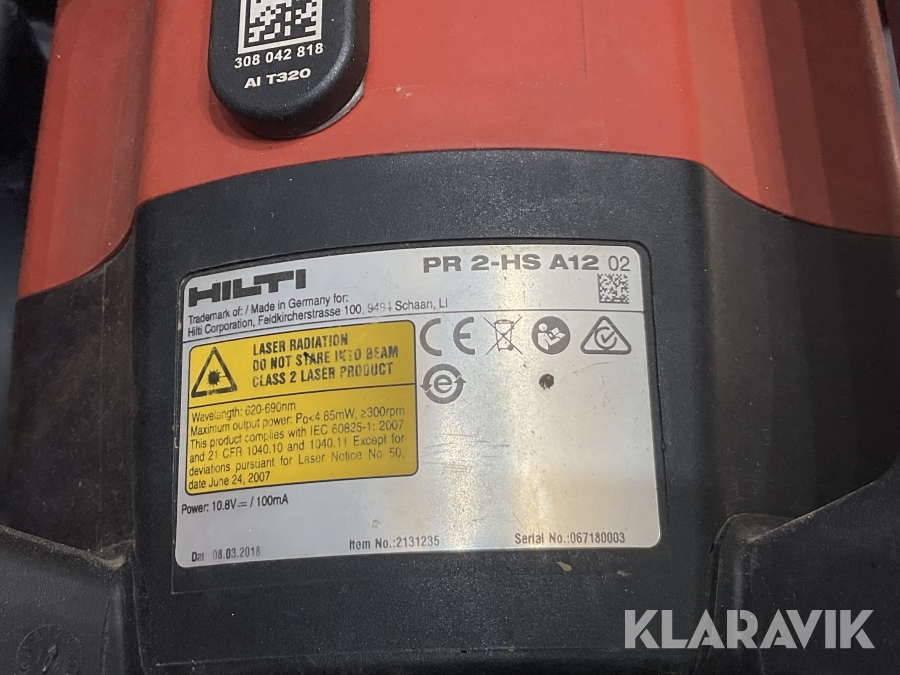 308 042 818
AI T320
HILTI
PR 2-HS A12 02
Trademark of: / Made in Germany for:
Hilti Corporation, Feldkircherstrasse 100, 9494 Schaan, LI
LASER RADIATION
DO NOT STARE INTO BEAM
CLASS 2 LASER PRODUCT
Wavelength: 620-690nm
Maximum output power: Po<4.85mW, ≥300rpm
This product complies with IEC 60825-1: 2007
and 21 CFR 1040.10 and 1040.11 Except for
deviations pursuant for Laser Notice No 50,
date June 24, 2007
CE
e
Power: 10.8V⎓ / 100mA
Dat 08.03.2018
Item No.:2131235
Serial No.:067180003
KLARAVIK